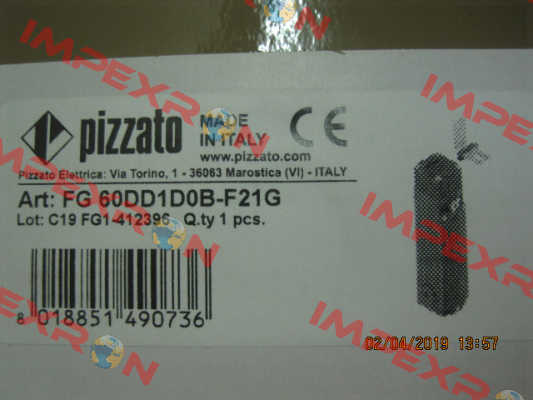 pizzato
MADE
IN ITALY
CE
www.pizzato.com
Pizzato Elettrica: Via Torino, 1 - 36063 Marostica (VI) - ITALY
Art: FG 60DD1D0B-F21G
Lot: C19 FG1-412396 Q.ty 1 pcs.
8 018851 490736
02/04/2019 13:57
IMPEXRON
IMPEXRON
IMPEXRON
IMPEXRON
IMPEXRON